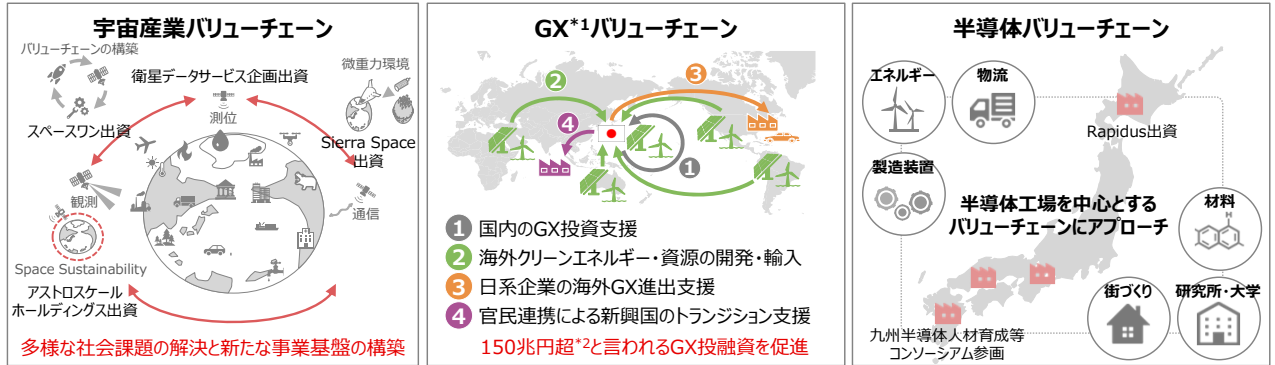 宇宙産業バリューチェーン
バリューチェーンの構築
衛星データサービス企画出資
微重力環境
測位
スペースワン出資
Sierra Space
出資
観測
通信
Space Sustainability
アストロスケール
ホールディングス出資
多様な社会課題の解決と新たな事業基盤の構築
GX*1バリューチェーン
2
3
4
1
1 国内のGX投資支援
2 海外クリーンエネルギー・資源の開発・輸入
3 日系企業の海外GX進出支援
4 官民連携による新興国のトランジション支援
150兆円超*2と言われるGX投融資を促進
半導体バリューチェーン
エネルギー
物流
Rapidus出資
製造装置
半導体工場を中心とする
バリューチェーンにアプローチ
材料
H
街づくり
研究所・大学
九州半導体人材育成等
コンソーシアム参画